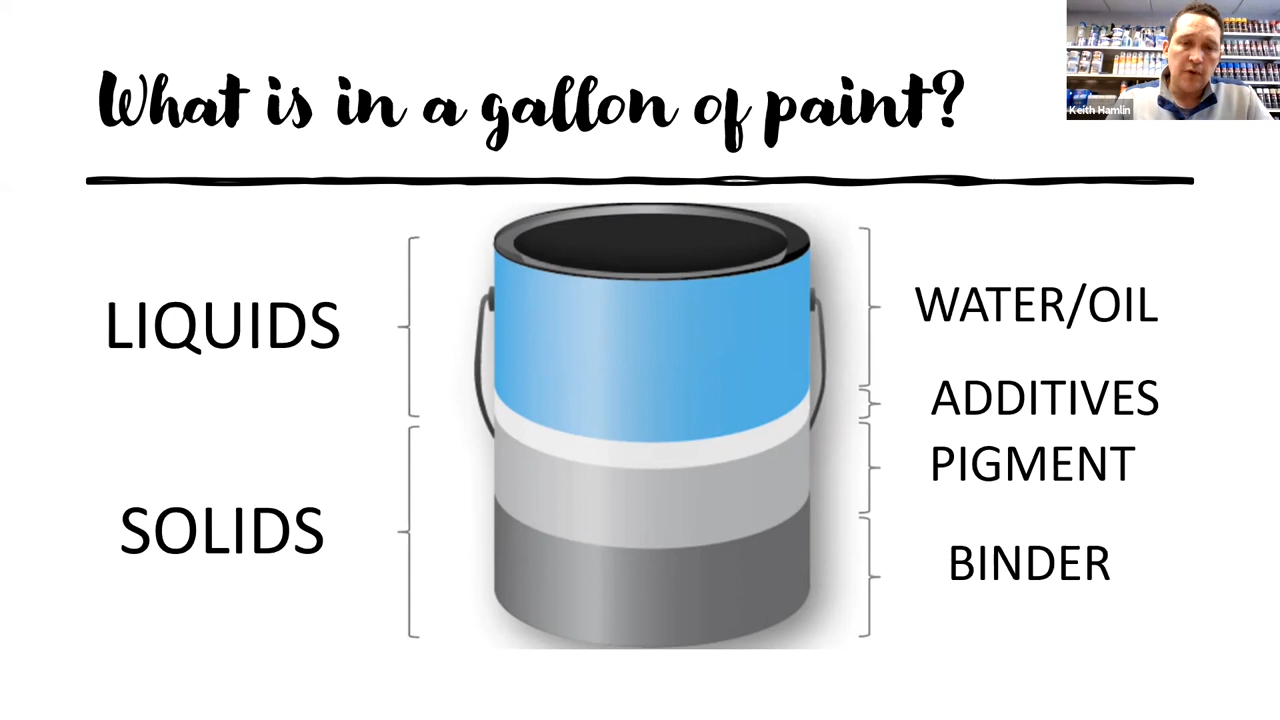 What is in a gallon of paint?
Keith Hamlin
LIQUIDS
SOLIDS
WATER/OIL
ADDITIVES
PIGMENT
BINDER